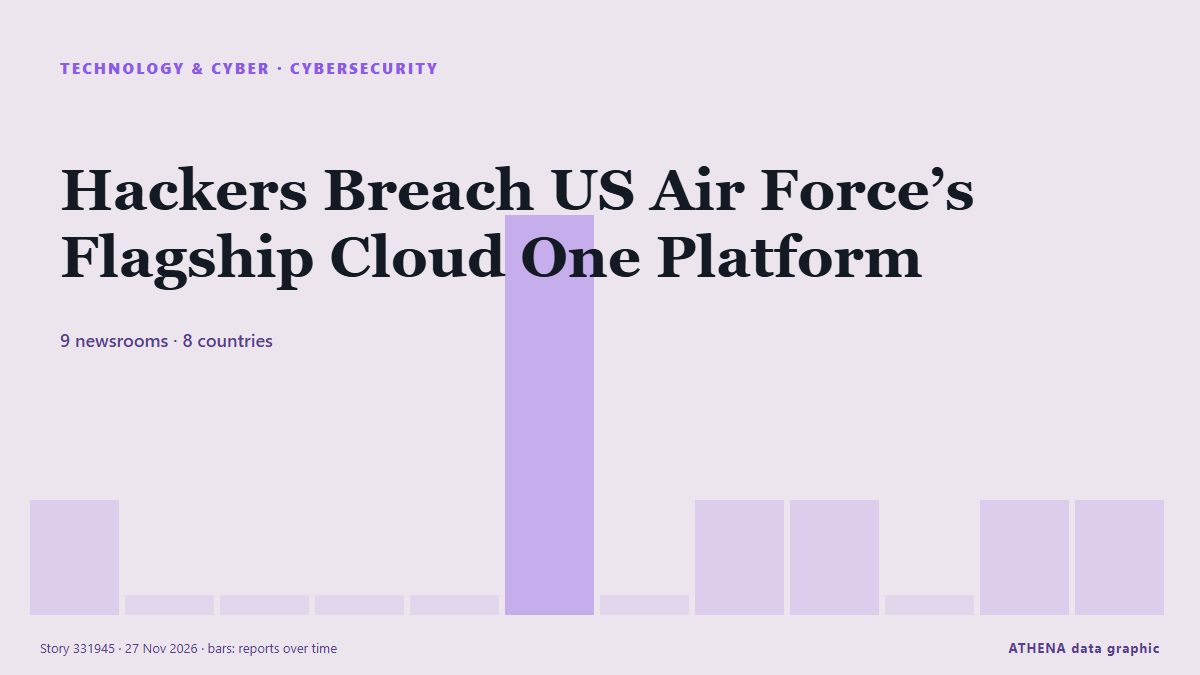 TECHNOLOGY & CYBER · CYBERSECURITY
Hackers Breach US Air Force’s
Flagship Cloud One Platform
9 newsrooms · 8 countries
Story 331945 · 27 Nov 2026 · bars: reports over time
ATHENA data graphic